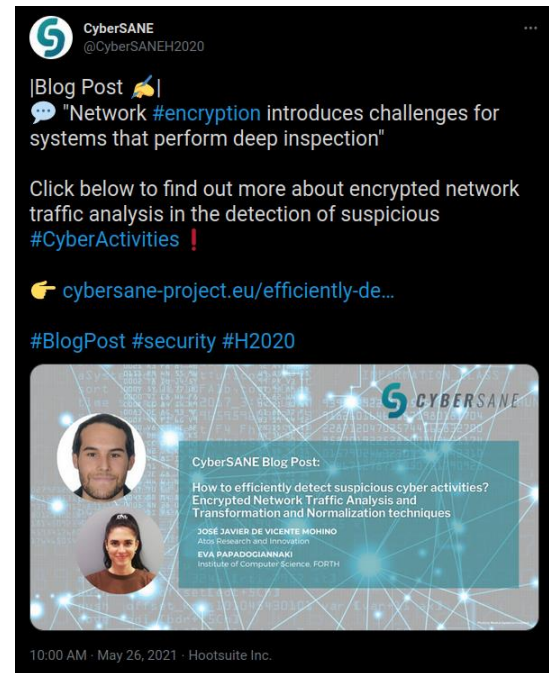 CyberSANE
@CyberSANEH2020
|Blog Post ✍️|
💬 "Network #encryption introduces challenges for
systems that perform deep inspection"
Click below to find out more about encrypted network
traffic analysis in the detection of suspicious
#CyberActivities❗
👉 cybersane-project.eu/efficiently-de…
#BlogPost #security #H2020
CYBERSANE
CyberSANE Blog Post:
How to efficiently detect suspicious cyber activities?
Encrypted Network Traffic Analysis and
Transformation and Normalization techniques
JOSÉ JAVIER DE VICENTE MOHINO
Atos Research and Innovation
EVA PAPADOGIANNAKI
Institute of Computer Science, FORTH
10:00 AM · May 26, 2021 · Hootsuite Inc.